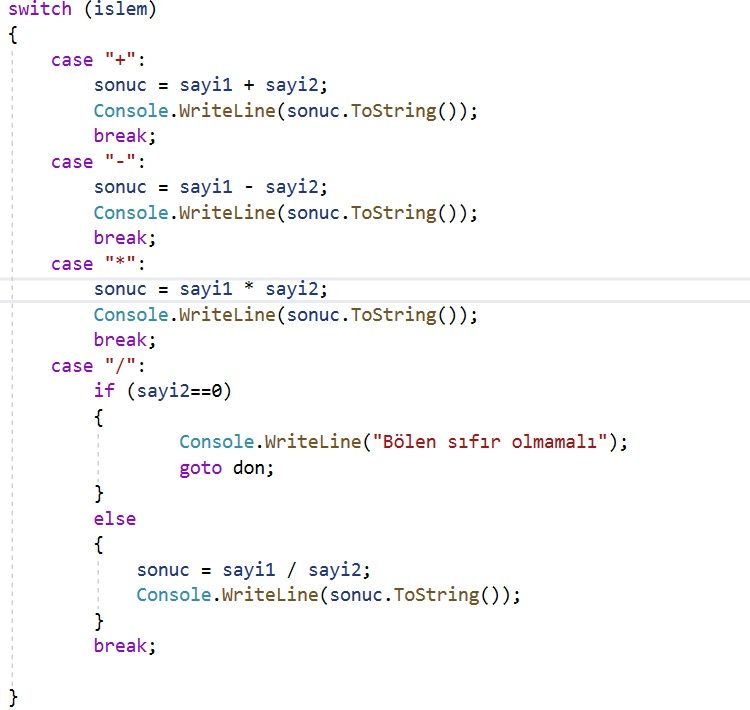 switch (islem)
{
    case "+":
        sonuc = sayi1 + sayi2;
        Console.WriteLine(sonuc.ToString());
        break;
    case "-":
        sonuc = sayi1 - sayi2;
        Console.WriteLine(sonuc.ToString());
        break;
    case "*":
        sonuc = sayi1 * sayi2;
        Console.WriteLine(sonuc.ToString());
        break;
    case "/":
        if (sayi2==0)
        {
                Console.WriteLine("Bölen sıfır olmamalı");
                goto don;
        }
        else
        {
            sonuc = sayi1 / sayi2;
            Console.WriteLine(sonuc.ToString());
        }
        break;

}